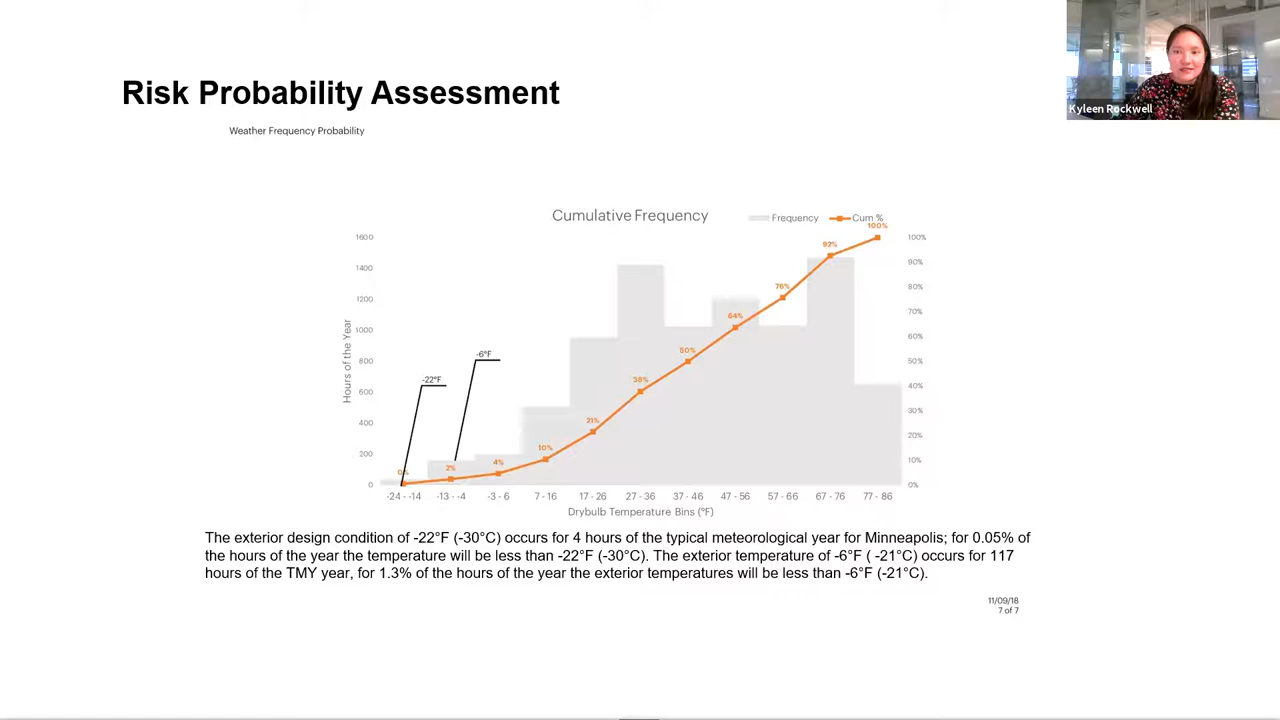 Kyleen Rockwell
Risk Probability Assessment
Weather Frequency Probability
Cumulative Frequency
Frequency
Cum %
Hours of the Year
1600
1400
1200
1000
800
600
400
200
0
100%
90%
80%
70%
60%
50%
40%
30%
20%
10%
0%
-22°F
-6°F
0%
2%
4%
10%
21%
38%
50%
64%
76%
92%
100%
-24 - -14
-13 - -4
-3 - 6
7 - 16
17 - 26
27 - 36
37 - 46
47 - 56
57 - 66
67 - 76
77 - 86
Drybulb Temperature Bins (°F)
The exterior design condition of -22°F (-30°C) occurs for 4 hours of the typical meteorological year for Minneapolis; for 0.05% of
the hours of the year the temperature will be less than -22°F (-30°C). The exterior temperature of -6°F ( -21°C) occurs for 117
hours of the TMY year, for 1.3% of the hours of the year the exterior temperatures will be less than -6°F (-21°C).
11/09/18
7 of 7